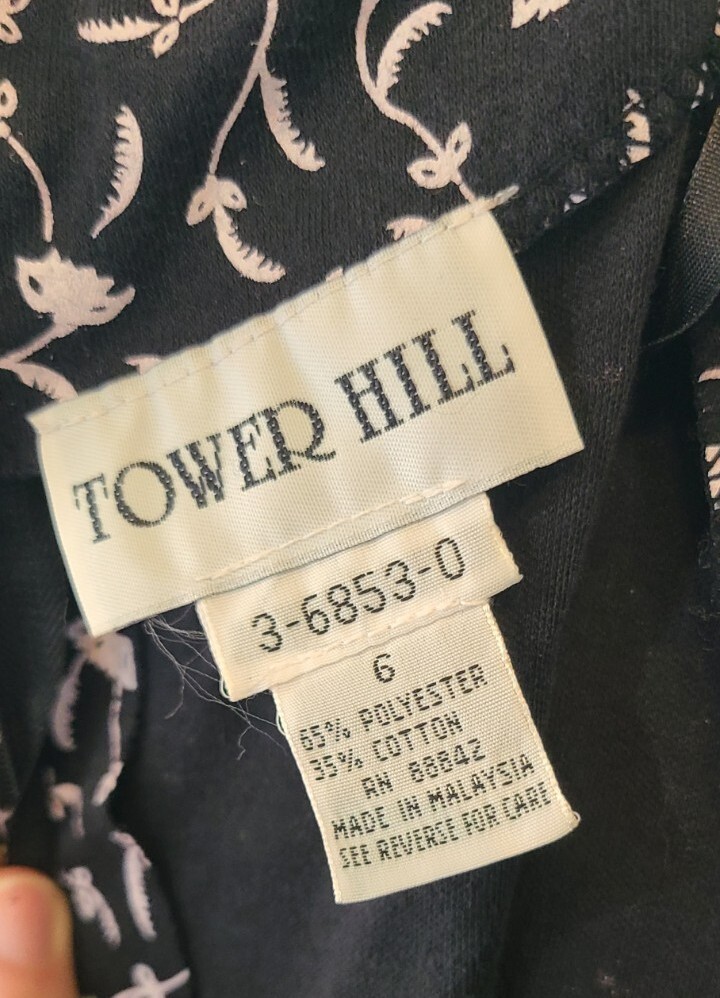 TOWER HILL
3-6853-0
6
65% POLYESTER
35% COTTON
RN 88842
MADE IN MALAYSIA
SEE REVERSE FOR CARE